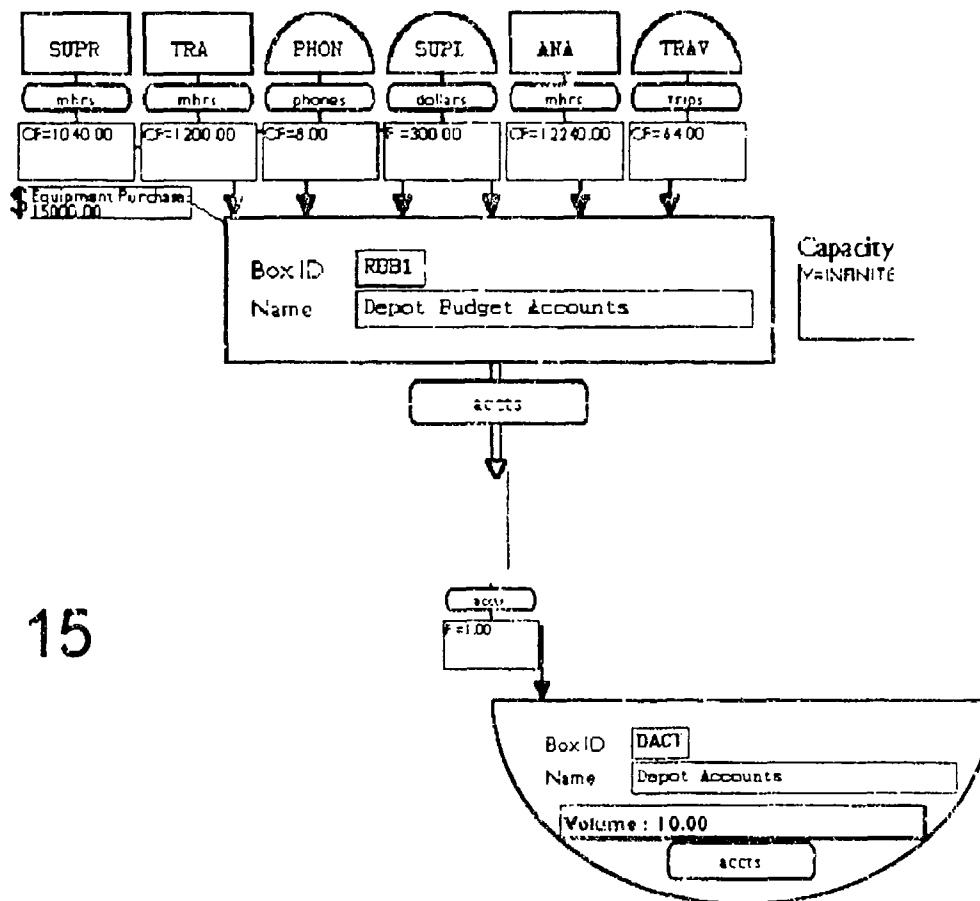 SUPR TRA PHON SUPL ANA TRAV
mhrs mhrs phones dollars mhrs trips
CF=1040.00 CF=1200.00 CF=8.00 F=300.00 CF=12240.00 CF=64.00
$ Equipment Purchase:
15000.00
Capacity
Y=INFINITE
Box ID RBB1
Name Depot Budget Accounts
accts
accts
F=1.00
15
Box ID DACT
Name Depot Accounts
Volume : 10.00
accts